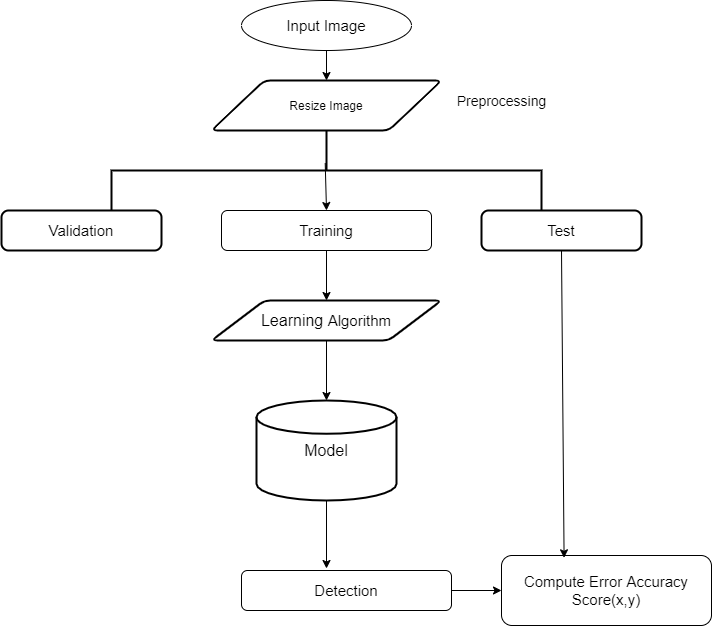 Input Image
Resize Image
Preprocessing
Validation
Training
Test
Learning Algorithm
Model
Detection
Compute Error Accuracy
Score(x,y)